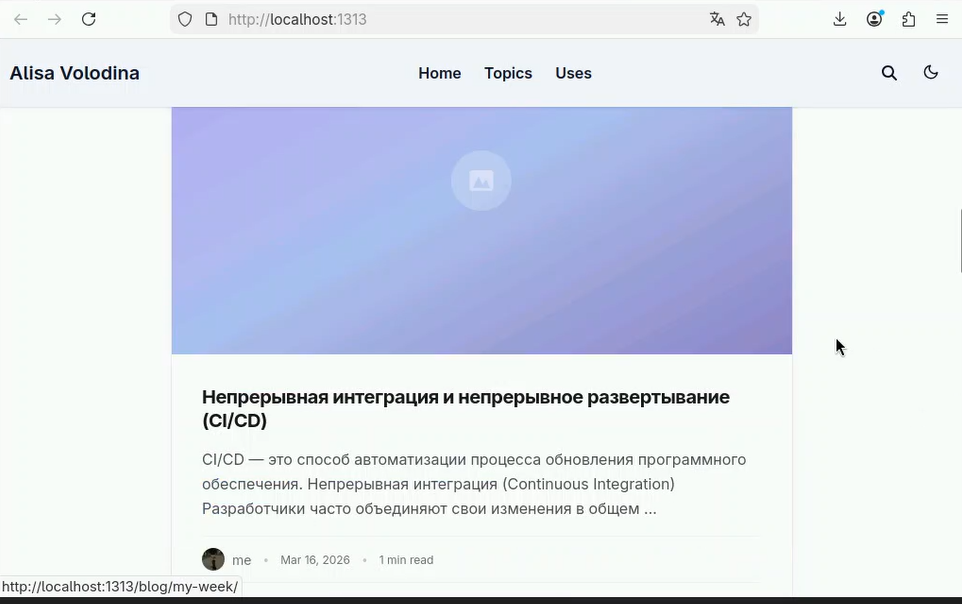 http://localhost:1313
Alisa Volodina
Home Topics Uses
Непрерывная интеграция и непрерывное развертывание
(CI/CD)
CI/CD — это способ автоматизации процесса обновления программного
обеспечения. Непрерывная интеграция (Continuous Integration)
Разработчики часто объединяют свои изменения в общем ...
me • Mar 16, 2026 • 1 min read
http://localhost:1313/blog/my-week/